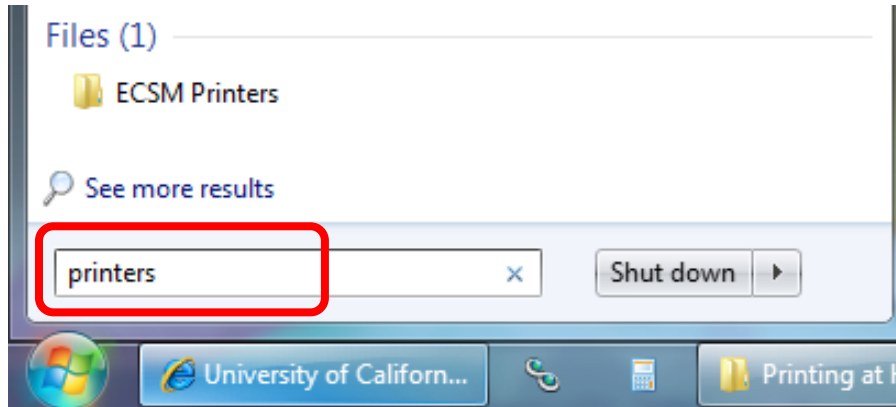 Files (1)
ECSM Printers
See more results
printers
Shut down
University of Californ...
Printing at